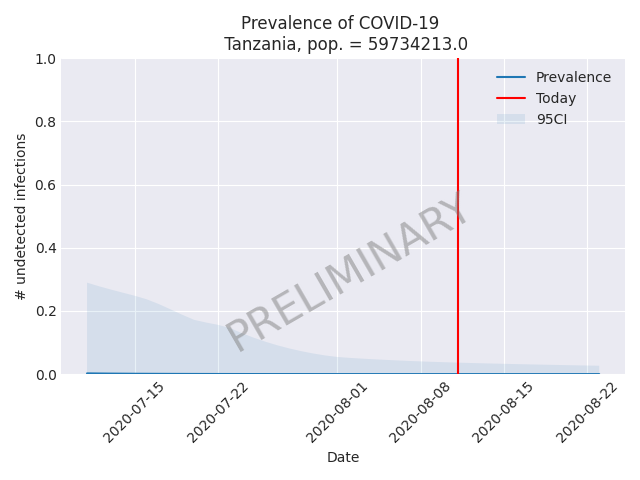 Prevalence of COVID-19
Tanzania, pop. = 59734213.0
1.0
0.8
0.6
0.4
0.2
0.0
# undetected infections
Prevalence
Today
95CI
PRELIMINARY
2020-07-15
2020-07-22
2020-08-01
2020-08-08
2020-08-15
2020-08-22
Date